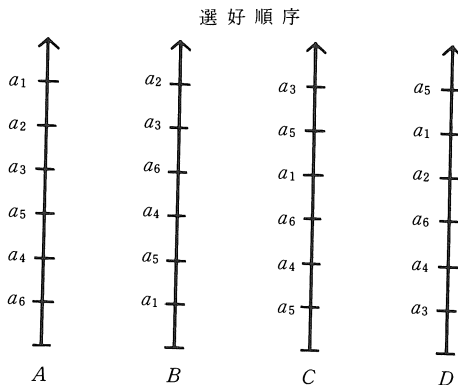 選好順序
a₁ a₂ a₃ a₅
a₂ a₃ a₅ a₁
a₃ a₆ a₁ a₂
a₅ a₄ a₆ a₆
a₄ a₅ a₄ a₄
a₆ a₁ a₅ a₃
A B C D